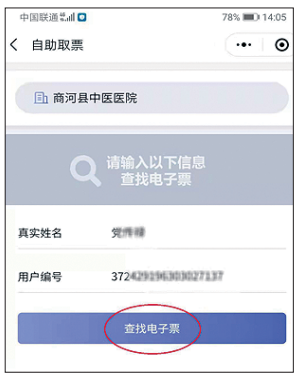 中国联通 78% 14:05
自助取票
商河县中医医院
请输入以下信息
查找电子票
真实姓名 党
用户编号 372
查找电子票